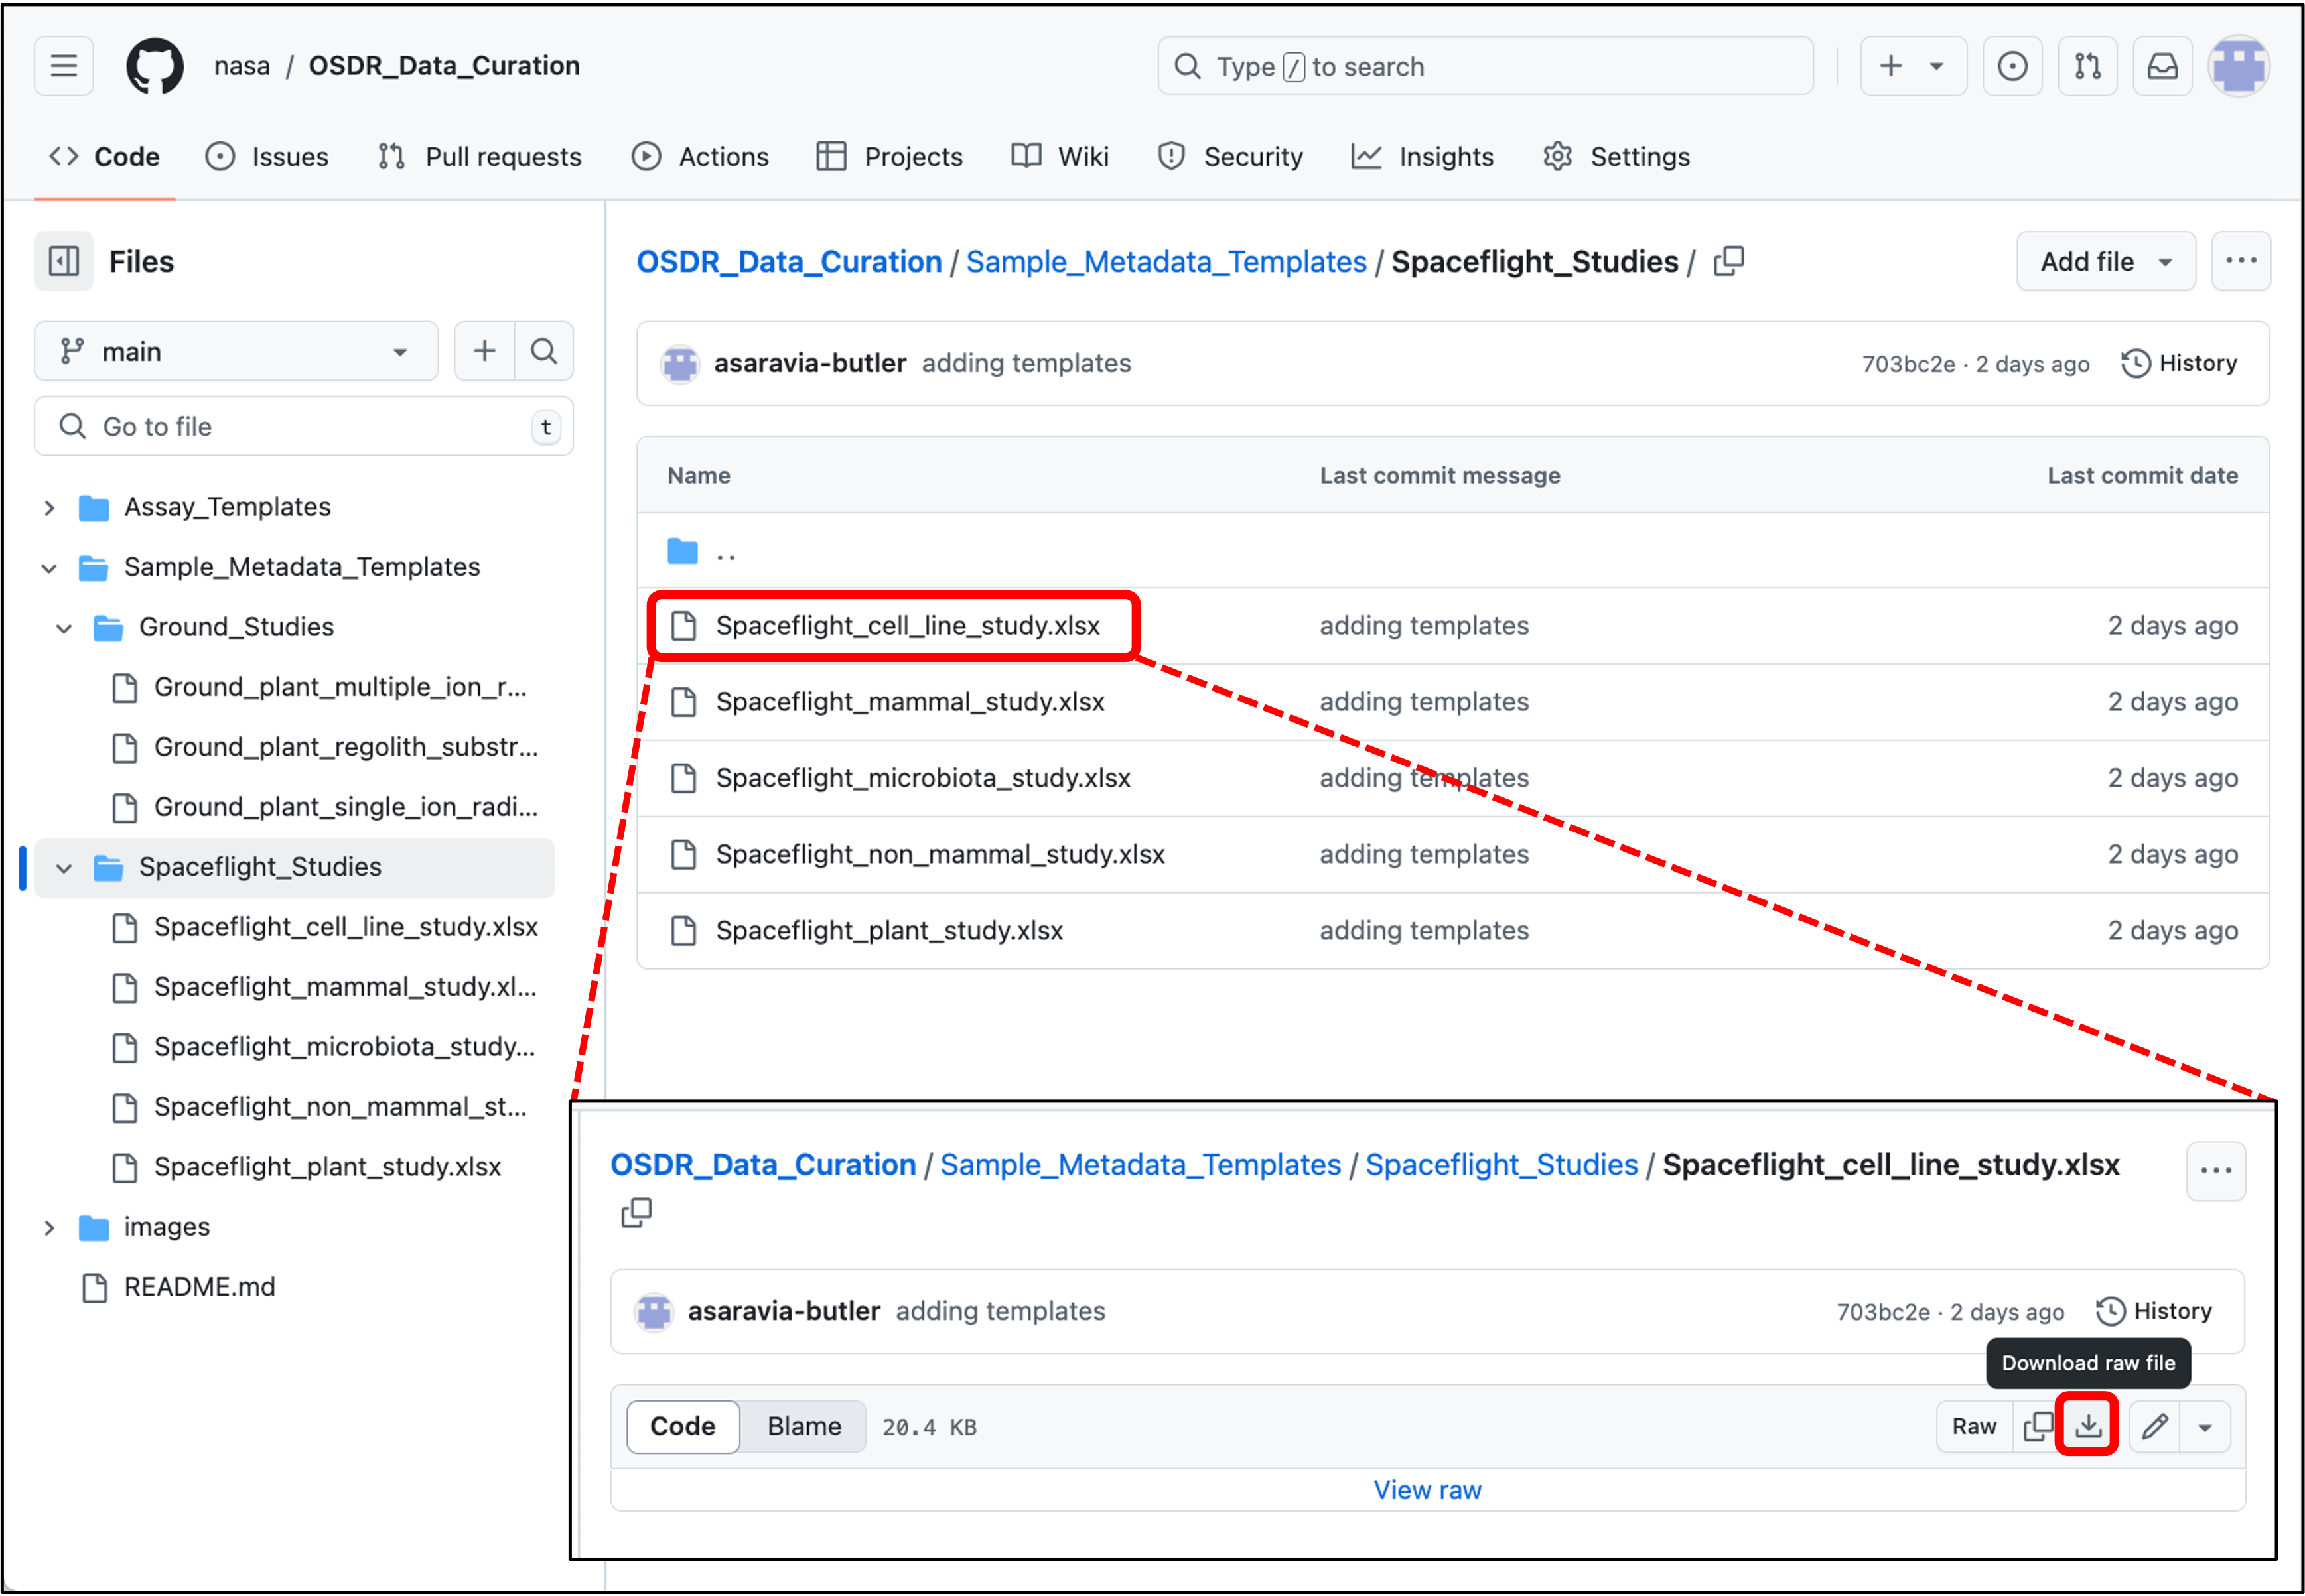 nasa / OSDR_Data_Curation
Type / to search
Code Issues Pull requests Actions Projects Wiki Security Insights Settings
Files
main
Go to file t
Assay_Templates
Sample_Metadata_Templates
Ground_Studies
Ground_plant_multiple_ion_r...
Ground_plant_regolith_substr...
Ground_plant_single_ion_radi...
Spaceflight_Studies
Spaceflight_cell_line_study.xlsx
Spaceflight_mammal_study.xl...
Spaceflight_microbiota_study...
Spaceflight_non_mammal_st...
Spaceflight_plant_study.xlsx
images
README.md
OSDR_Data_Curation / Sample_Metadata_Templates / Spaceflight_Studies /
Add file
asaravia-butler adding templates 703bc2e · 2 days ago History
Name Last commit message Last commit date
..
Spaceflight_cell_line_study.xlsx adding templates 2 days ago
Spaceflight_mammal_study.xlsx adding templates 2 days ago
Spaceflight_microbiota_study.xlsx adding templates 2 days ago
Spaceflight_non_mammal_study.xlsx adding templates 2 days ago
Spaceflight_plant_study.xlsx adding templates 2 days ago
OSDR_Data_Curation / Sample_Metadata_Templates / Spaceflight_Studies / Spaceflight_cell_line_study.xlsx
asaravia-butler adding templates 703bc2e · 2 days ago History
Download raw file
Code Blame 20.4 KB Raw
View raw